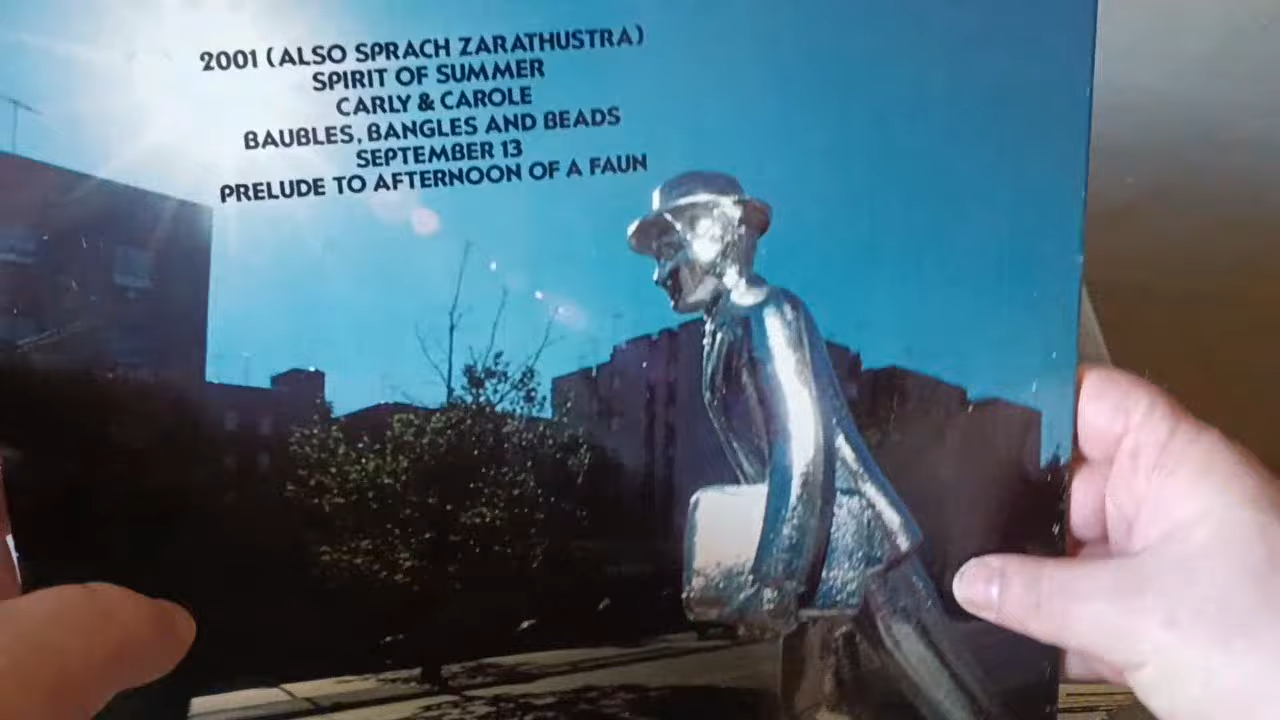 2001 (ALSO SPRACH ZARATHUSTRA)
SPIRIT OF SUMMER
CARLY & CAROLE
BAUBLES, BANGLES AND BEADS
SEPTEMBER 13
PRELUDE TO AFTERNOON OF A FAUN